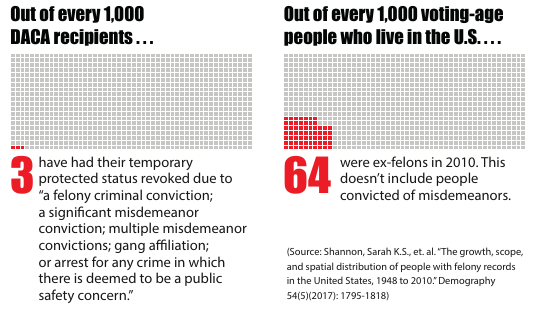 Out of every 1,000
DACA recipients . . .
3
have had their temporary
protected status revoked due to
"a felony criminal conviction;
a significant misdemeanor
conviction; multiple misdemeanor
convictions; gang affiliation;
or arrest for any crime in which
there is deemed to be a public
safety concern."
Out of every 1,000 voting-age
people who live in the U.S. . . .
64
were ex-felons in 2010. This
doesn't include people
convicted of misdemeanors.
(Source: Shannon, Sarah K.S., et. al. "The growth, scope,
and spatial distribution of people with felony records
in the United States, 1948 to 2010." Demography
54(5)(2017): 1795-1818)